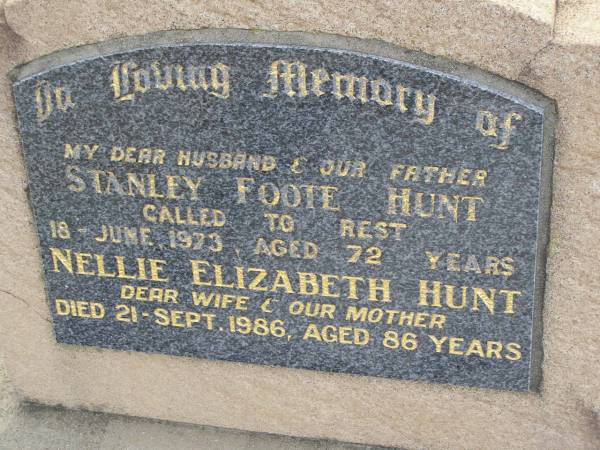 In Loving Memory of
MY DEAR HUSBAND & OUR FATHER
STANLEY FOOTE HUNT
CALLED TO REST
18-JUNE 1973, AGED 72 YEARS
NELLIE ELIZABETH HUNT
DEAR WIFE & OUR MOTHER
DIED 21-SEPT. 1986, AGED 86 YEARS